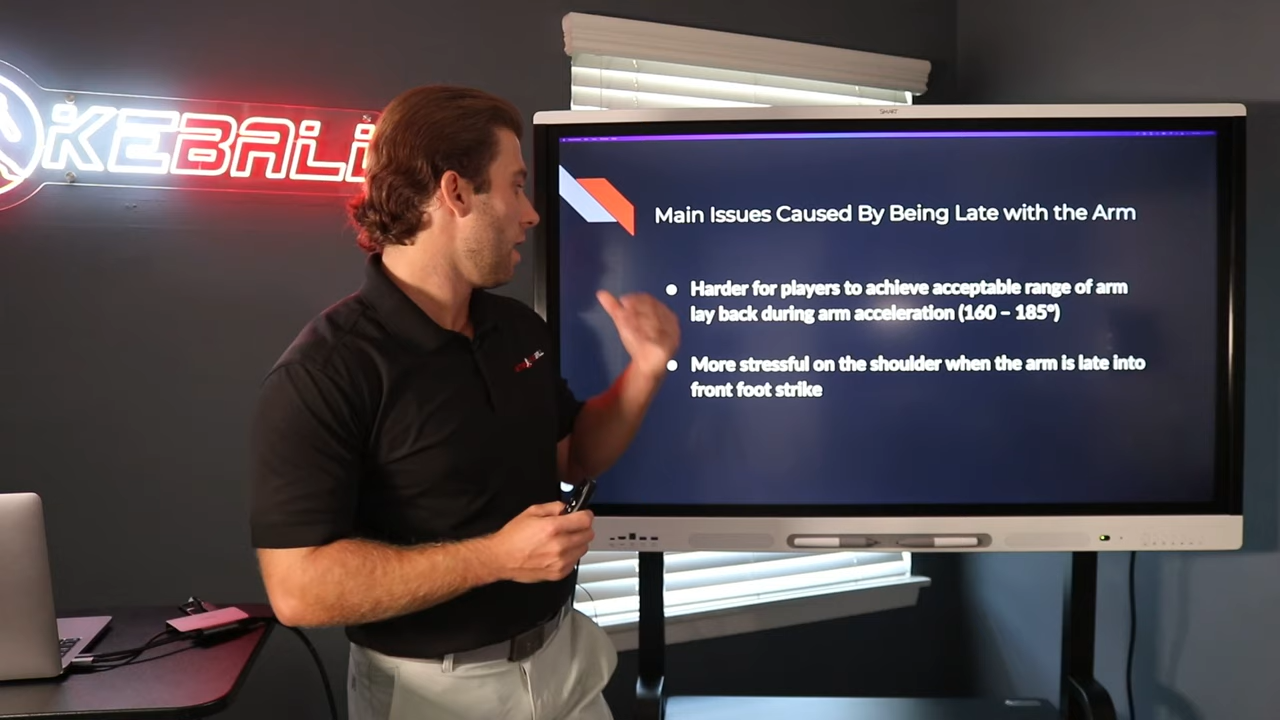 KEBALL
SMART
Main Issues Caused By Being Late with the Arm
● Harder for players to achieve acceptable range of arm
lay back during arm acceleration (160 – 185°)
● More stressful on the shoulder when the arm is late into
front foot strike